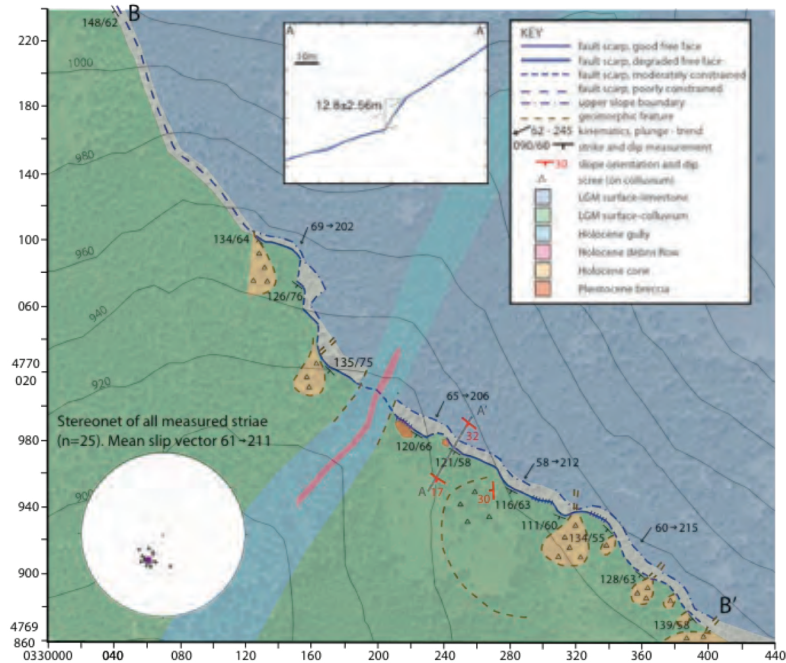 B
148/62
220
180
140
100
060
4770
020
980
940
900
4769
860
0330000
040
080
120
160
200
240
280
320
360
400
440
1000
980
960
940
920
900
A
A'
10m
12.8±2.56m
KEY
fault scarp, good free face
fault scarp, degraded free face
fault scarp, moderately constrained
fault scarp, poorly constrained
upper slope boundary
geomorphic feature
62 - 245 kinematics, plunge - trend
090/60 strike and dip measurement
30 slope orientation and dip
scree (on colluvium)
LGM surface-limestone
LGM surface-colluvium
Holocene gully
Holocene debris flow
Holocene cone
Pleistocene breccia
134/64
69→202
126/76
135/75
65→206
A'
32
120/66
121/58
A
17
30
58→212
116/63
111/60
134/55
60→215
128/63
139/58
B'
Stereonet of all measured striae
(n=25). Mean slip vector 61→211